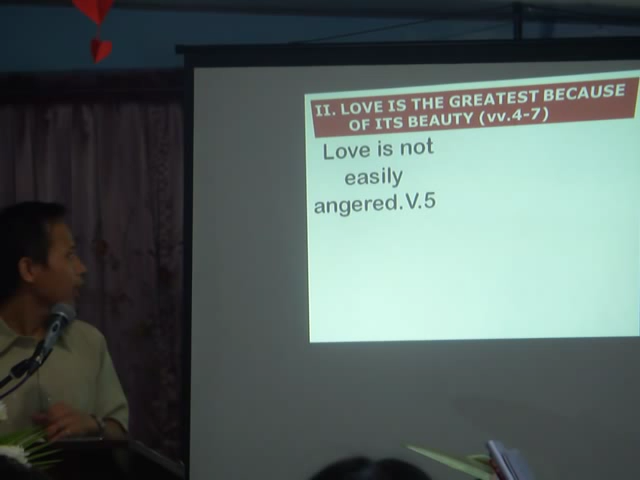 II. LOVE IS THE GREATEST BECAUSE
OF ITS BEAUTY (vv.4-7)
Love is not
easily
angered.V.5